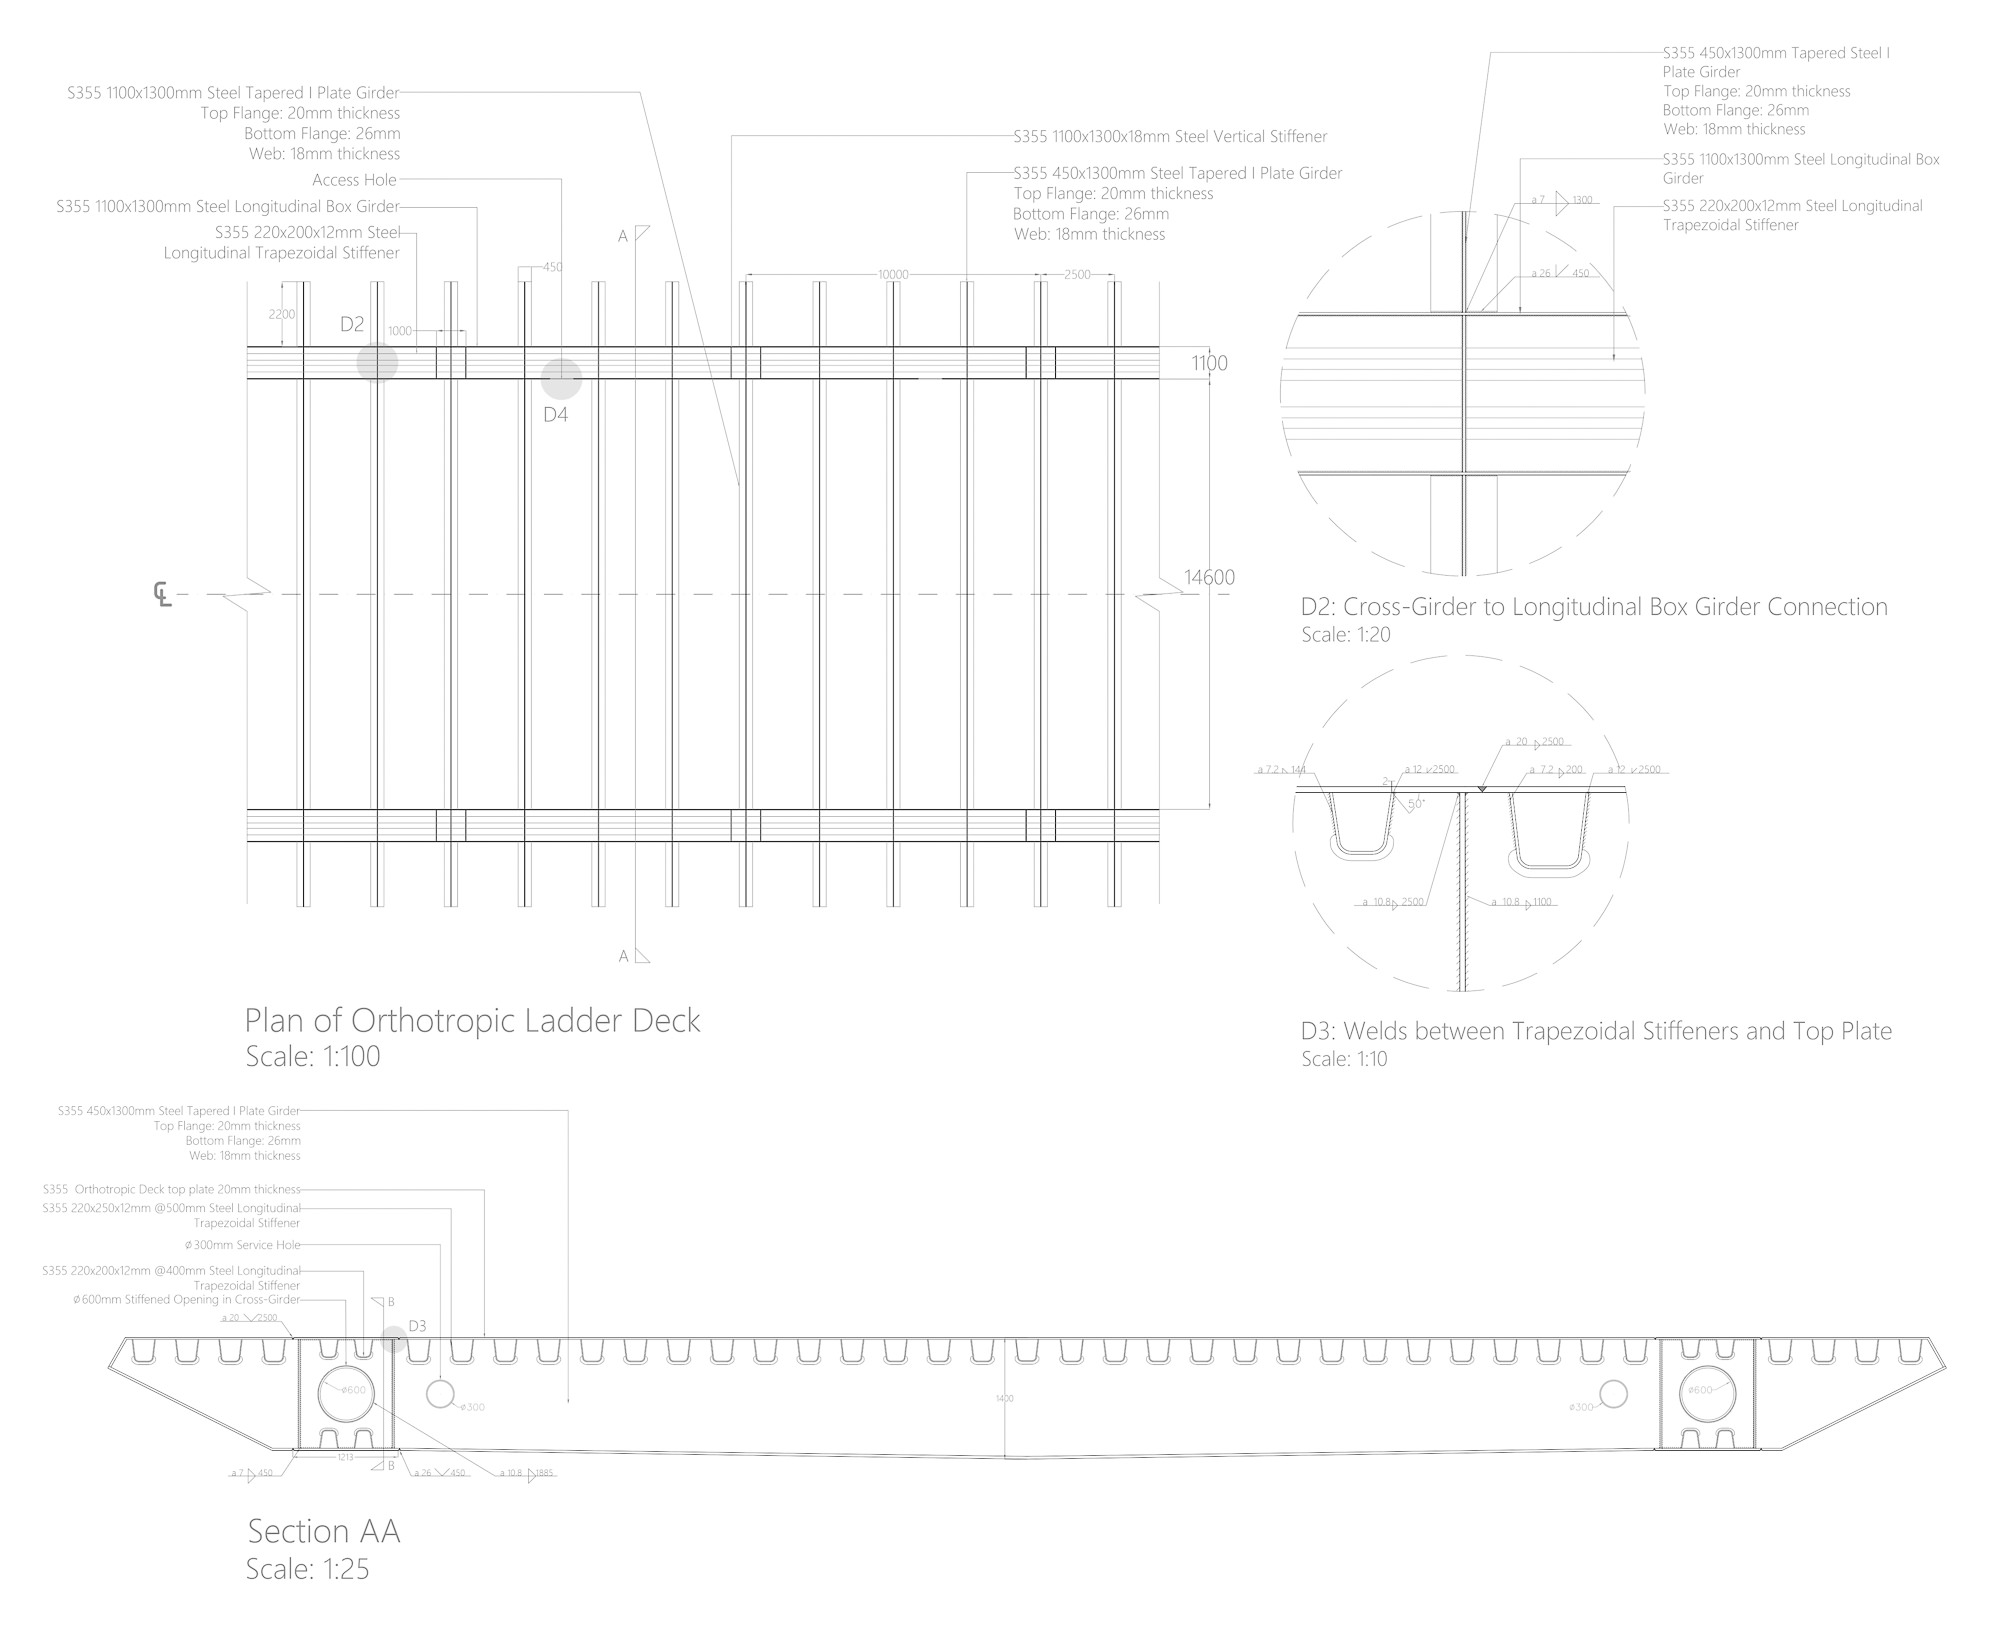 S355 1100x1300mm Steel Tapered I Plate Girder
Top Flange: 20mm thickness
Bottom Flange: 26mm
Web: 18mm thickness
Access Hole
S355 1100x1300mm Steel Longitudinal Box Girder
S355 220x200x12mm Steel
Longitudinal Trapezoidal Stiffener
S355 1100x1300x18mm Steel Vertical Stiffener
S355 450x1300mm Steel Tapered I Plate Girder
Top Flange: 20mm thickness
Bottom Flange: 26mm
Web: 18mm thickness
A
450
10000
2500
2200
D2
1000
D4
1100
14600
CL
A
Plan of Orthotropic Ladder Deck
Scale: 1:100
S355 450x1300mm Tapered Steel I
Plate Girder
Top Flange: 20mm thickness
Bottom Flange: 26mm
Web: 18mm thickness
S355 1100x1300mm Steel Longitudinal Box
Girder
S355 220x200x12mm Steel Longitudinal
Trapezoidal Stiffener
a 7 1300
a 26 450
D2: Cross-Girder to Longitudinal Box Girder Connection
Scale: 1:20
a 20 2500
a 7.2 144
a 12 2500
a 7.2 200
a 12 2500
2
50°
a 10.8 2500
a 10.8 1100
D3: Welds between Trapezoidal Stiffeners and Top Plate
Scale: 1:10
S355 450x1300mm Steel Tapered I Plate Girder
Top Flange: 20mm thickness
Bottom Flange: 26mm
Web: 18mm thickness
S355 Orthotropic Deck top plate 20mm thickness
S355 220x250x12mm @500mm Steel Longitudinal
Trapezoidal Stiffener
Ø300mm Service Hole
S355 220x200x12mm @400mm Steel Longitudinal
Trapezoidal Stiffener
Ø600mm Stiffened Opening in Cross-Girder
B
a 20 2500
D3
Ø600
Ø300
1400
Ø300
Ø600
1213
B
a 7 450
a 26 450
a 10.8 1885
Section AA
Scale: 1:25